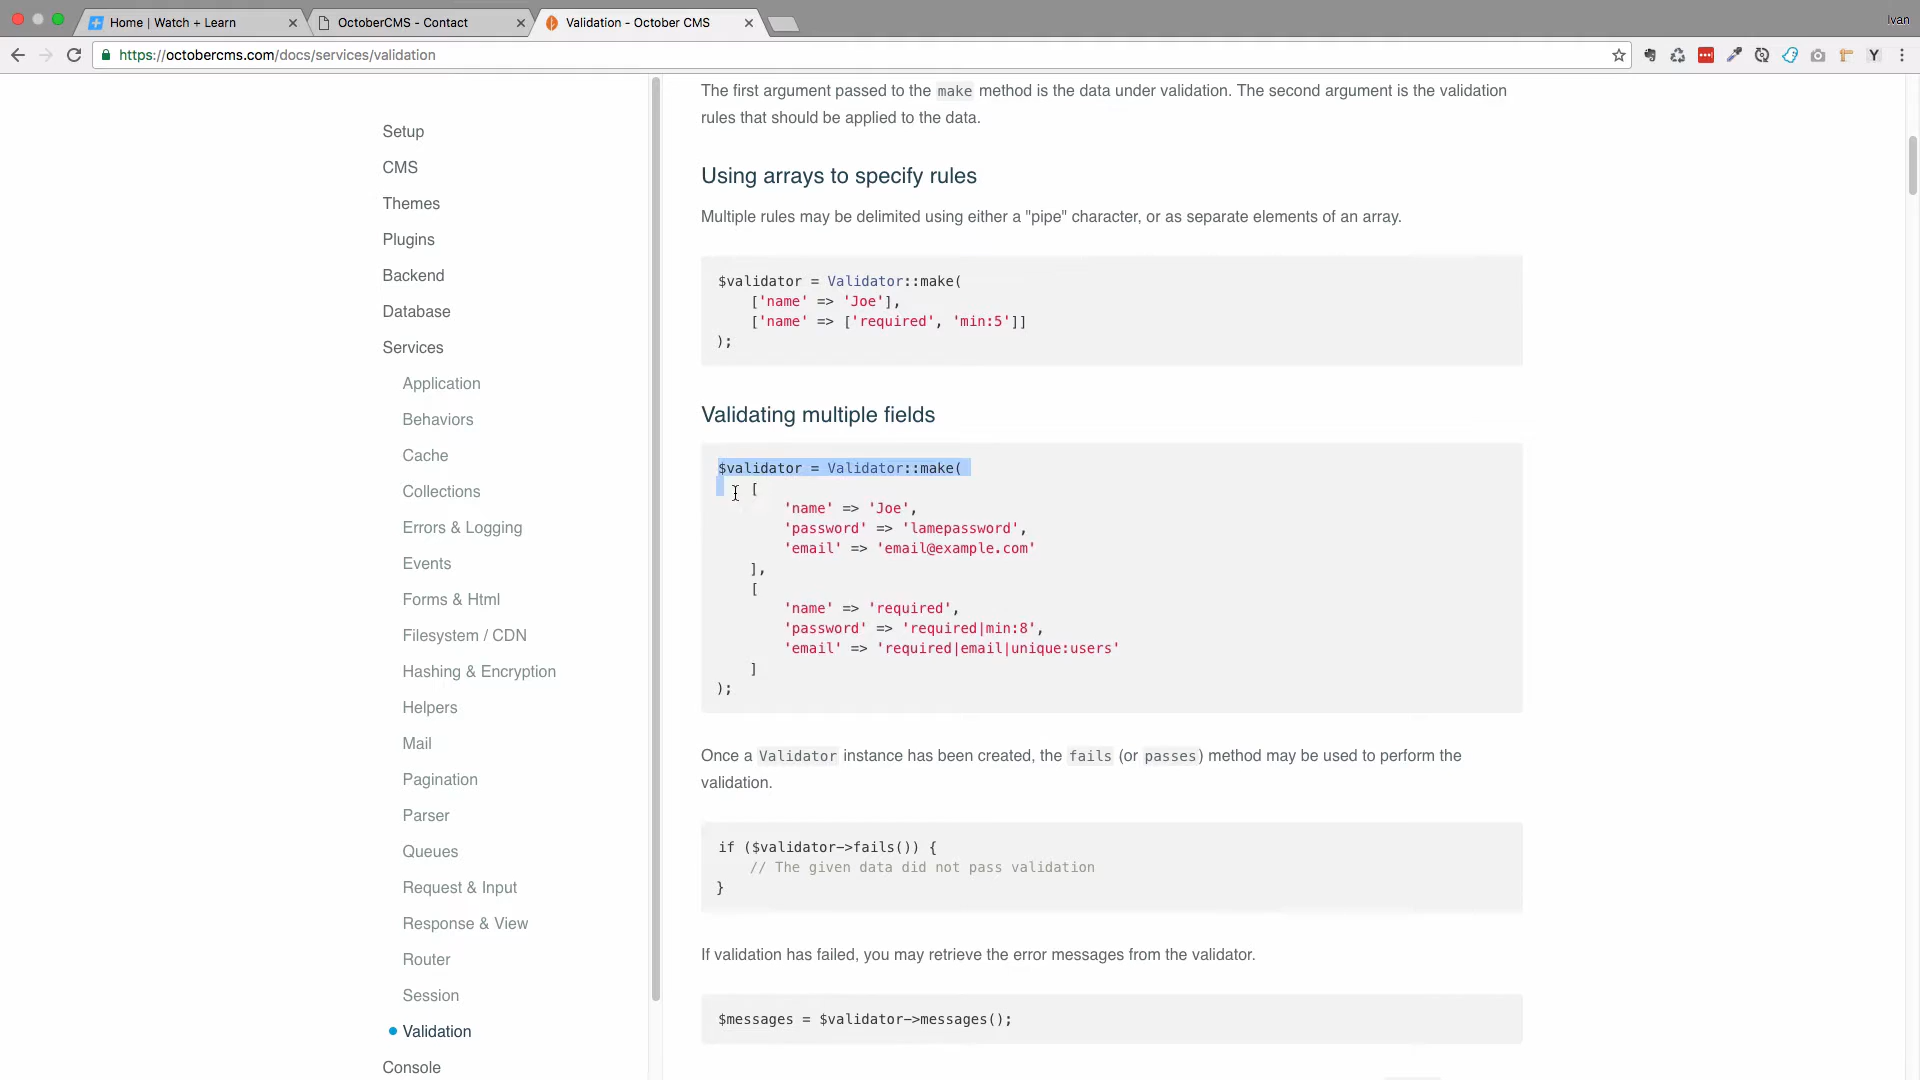 Home | Watch + Learn
OctoberCMS - Contact
Validation - October CMS
Ivan
https://octobercms.com/docs/services/validation
Y
Setup
CMS
Themes
Plugins
Backend
Database
Services
Application
Behaviors
Cache
Collections
Errors & Logging
Events
Forms & Html
Filesystem / CDN
Hashing & Encryption
Helpers
Mail
Pagination
Parser
Queues
Request & Input
Response & View
Router
Session
Validation
Console
The first argument passed to the make method is the data under validation. The second argument is the validation
rules that should be applied to the data.
Using arrays to specify rules
Multiple rules may be delimited using either a "pipe" character, or as separate elements of an array.
$validator = Validator::make(
['name' => 'Joe'],
['name' => ['required', 'min:5']]
);
Validating multiple fields
$validator = Validator::make(
[
'name' => 'Joe',
'password' => 'lamepassword',
'email' => 'email@example.com'
],
[
'name' => 'required',
'password' => 'required|min:8',
'email' => 'required|email|unique:users'
]
);
Once a Validator instance has been created, the fails (or passes) method may be used to perform the
validation.
if ($validator->fails()) {
// The given data did not pass validation
}
If validation has failed, you may retrieve the error messages from the validator.
$messages = $validator->messages();